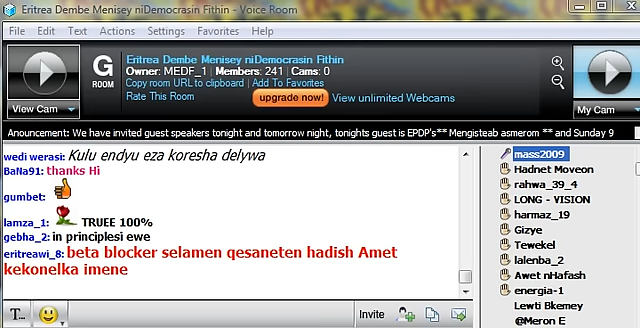 Eritrea Dembe Menisey niDemocrasin Fithin - Voice Room
File Edit Text Actions Settings Favorites Help
Eritrea Dembe Menisey niDemocrasin Fithin
G ROOM
Owner: MEDF_1 | Members: 241 | Cams: 0
Copy room URL to clipboard | Add To Favorites
Rate This Room
upgrade now! View unlimited Webcams
View Cam
My Cam
Anouncement: We have invited guest speakers tonight and tomorrow night, tonights guest is EPDP's** Mengisteab asmerom ** and Sunday 9
wedi werasi: Kulu endyu eza koresha delywa
BaNa91: thanks Hi
gumbet:
lamza_1: TRUEE 100%
gebha_2: in principlesi ewe
eritreawi_8: beta blocker selamen qesaneten hadish Amet
kekonelka imene
T... Invite
mass2009
Hadnet Moveon
rahwa_39_4
LONG - VISION
harmaz_19
Gizye
Tewekel
lalenba_2
Awet nHafash
energia-1
Lewti Bkemey
@Meron E